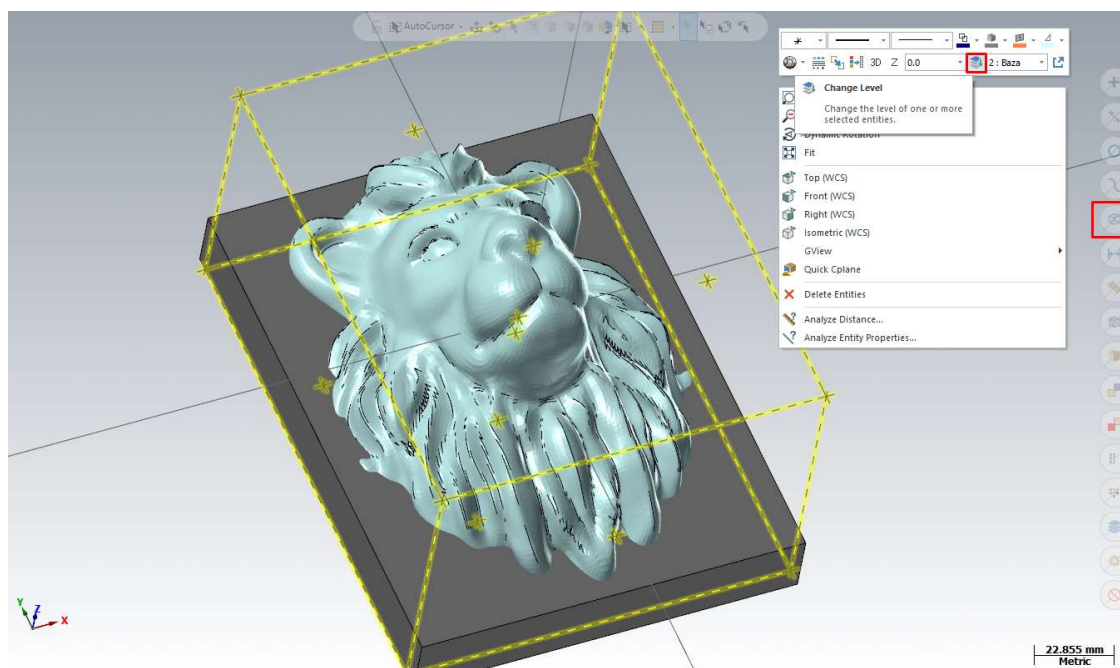 AutoCursor
3D Z 0.0 2 : Baza
Change Level
Change the level of one or more
selected entities.
Dynamic Rotation
Fit
Top (WCS)
Front (WCS)
Right (WCS)
Isometric (WCS)
GView
Quick Cplane
Delete Entities
Analyze Distance...
Analyze Entity Properties...
Y Z X
22.855 mm
Metric